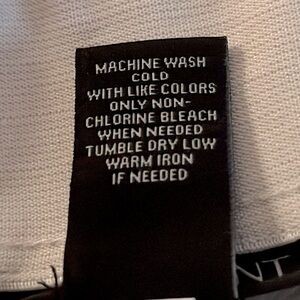 MACHINE WASH
COLD
WITH LIKE COLORS
ONLY NON-
CHLORINE BLEACH
WHEN NEEDED
TUMBLE DRY LOW
WARM IRON
IF NEEDED